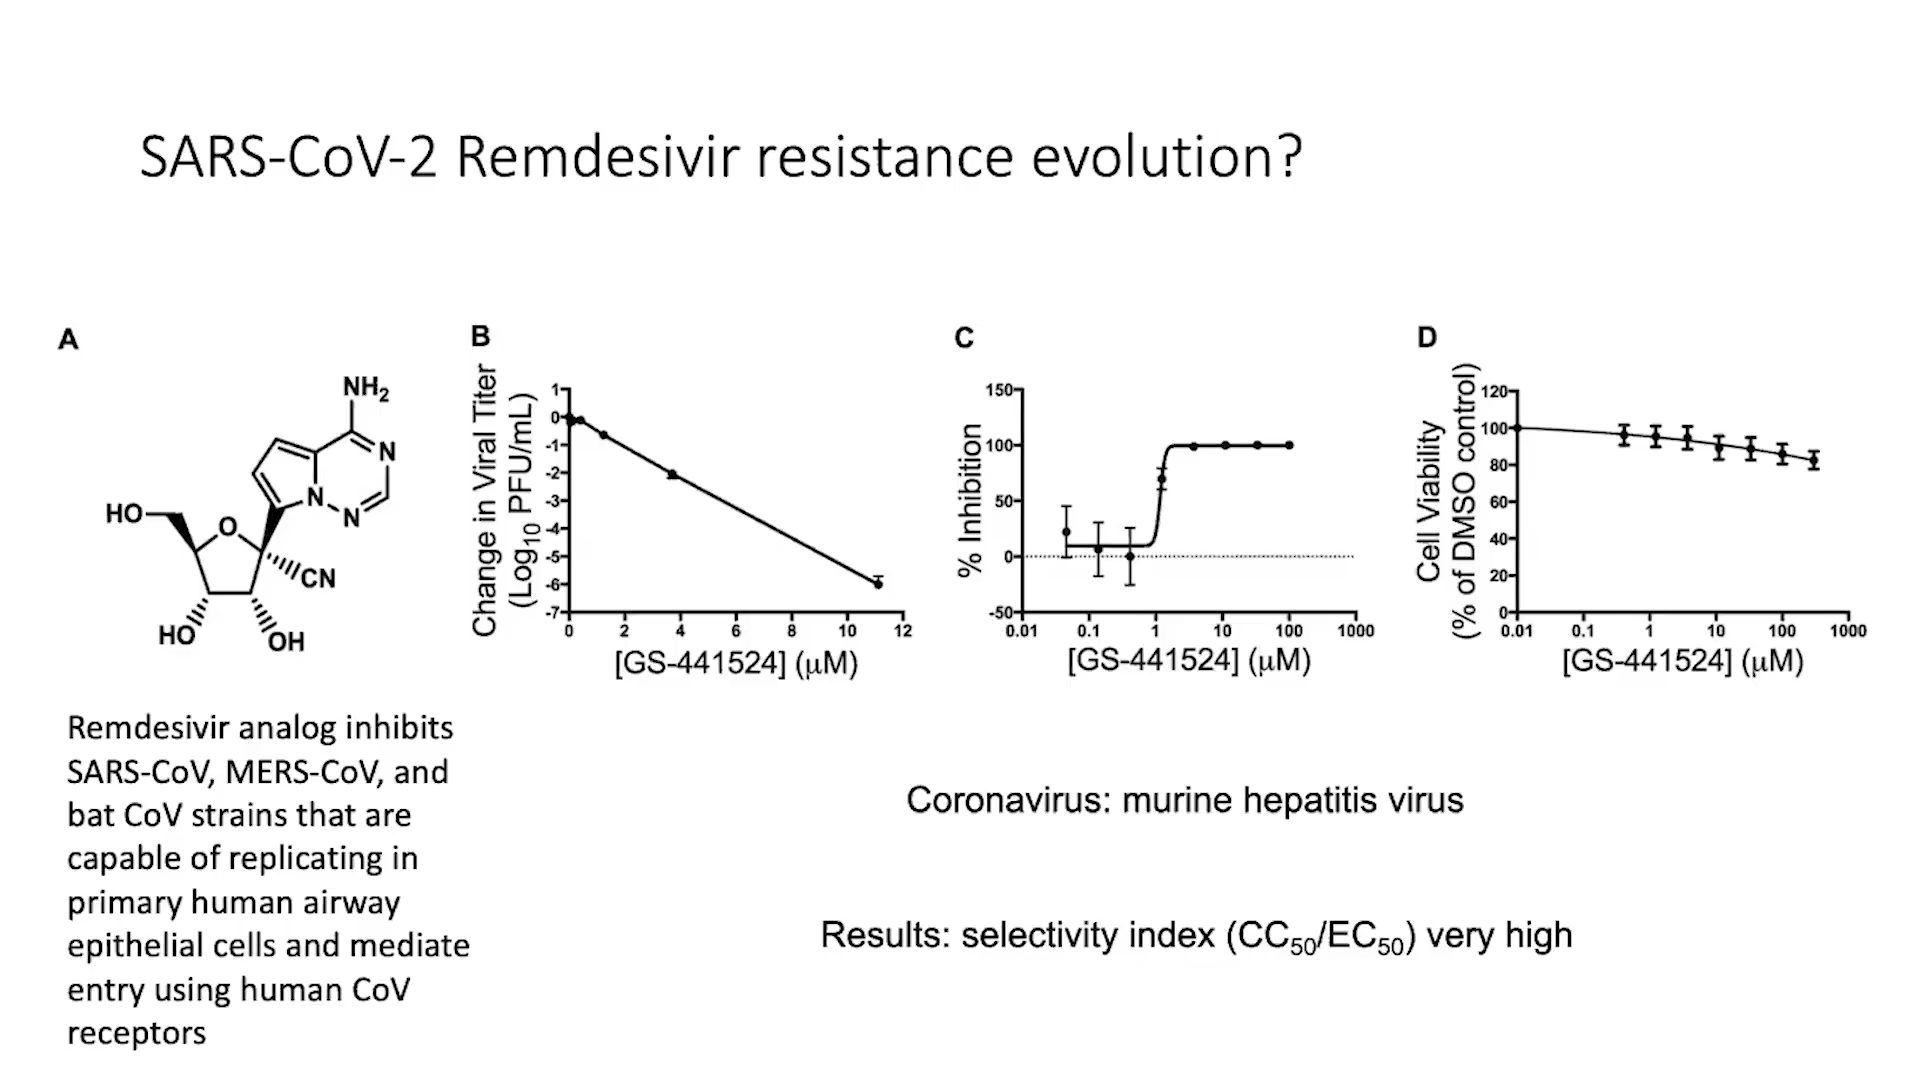 SARS-CoV-2 Remdesivir resistance evolution?
A
NH2
N
N
N
HO
O
CN
HO
OH
B
Change in Viral Titer
(Log10 PFU/mL)
1
0
-1
-2
-3
-4
-5
-6
-7
0 2 4 6 8 10 12
[GS-441524] (μM)
C
% Inhibition
150
100
50
0
-50
0.01 0.1 1 10 100 1000
[GS-441524] (μM)
D
Cell Viability
(% of DMSO control)
120
100
80
60
40
20
0
0.01 0.1 1 10 100 1000
[GS-441524] (μM)
Remdesivir analog inhibits
SARS-CoV, MERS-CoV, and
bat CoV strains that are
capable of replicating in
primary human airway
epithelial cells and mediate
entry using human CoV
receptors
Coronavirus: murine hepatitis virus
Results: selectivity index (CC50/EC50) very high